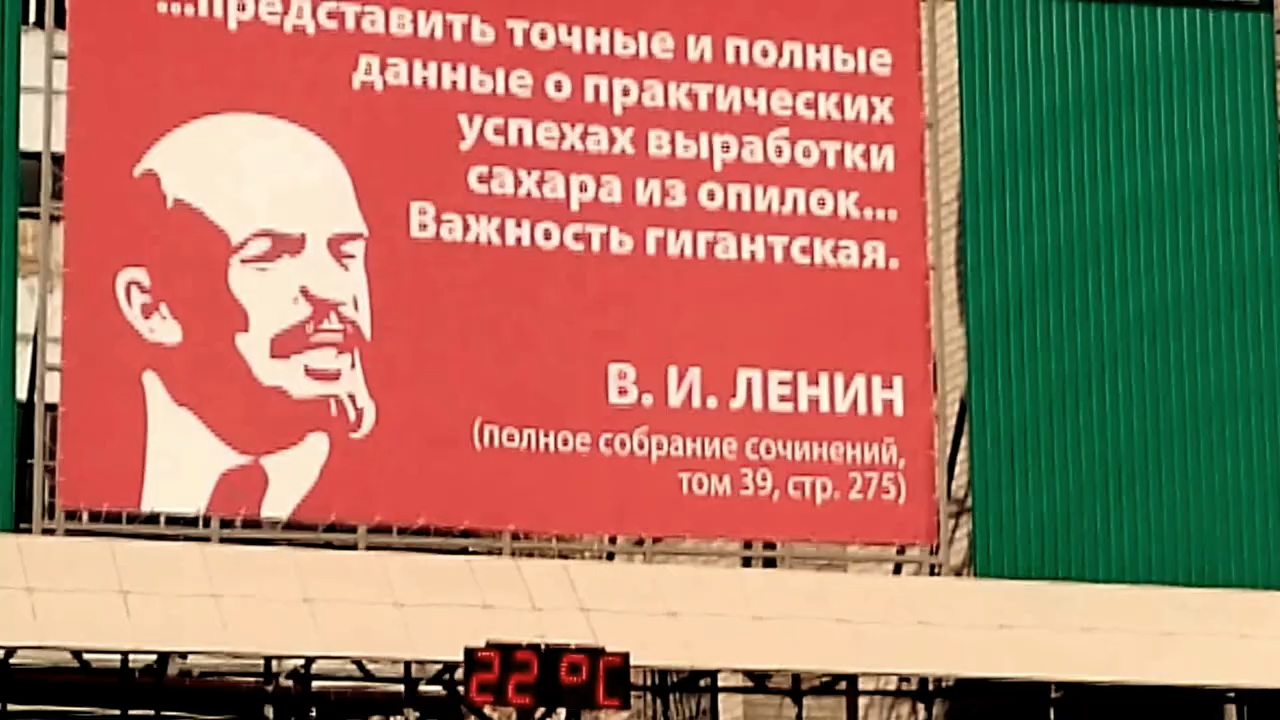 ...представить точные и полные
данные о практических
успехах выработки
сахара из опилок...
Важность гигантская.
В. И. ЛЕНИН
(полное собрание сочинений,
том 39, стр. 275)
22 °C